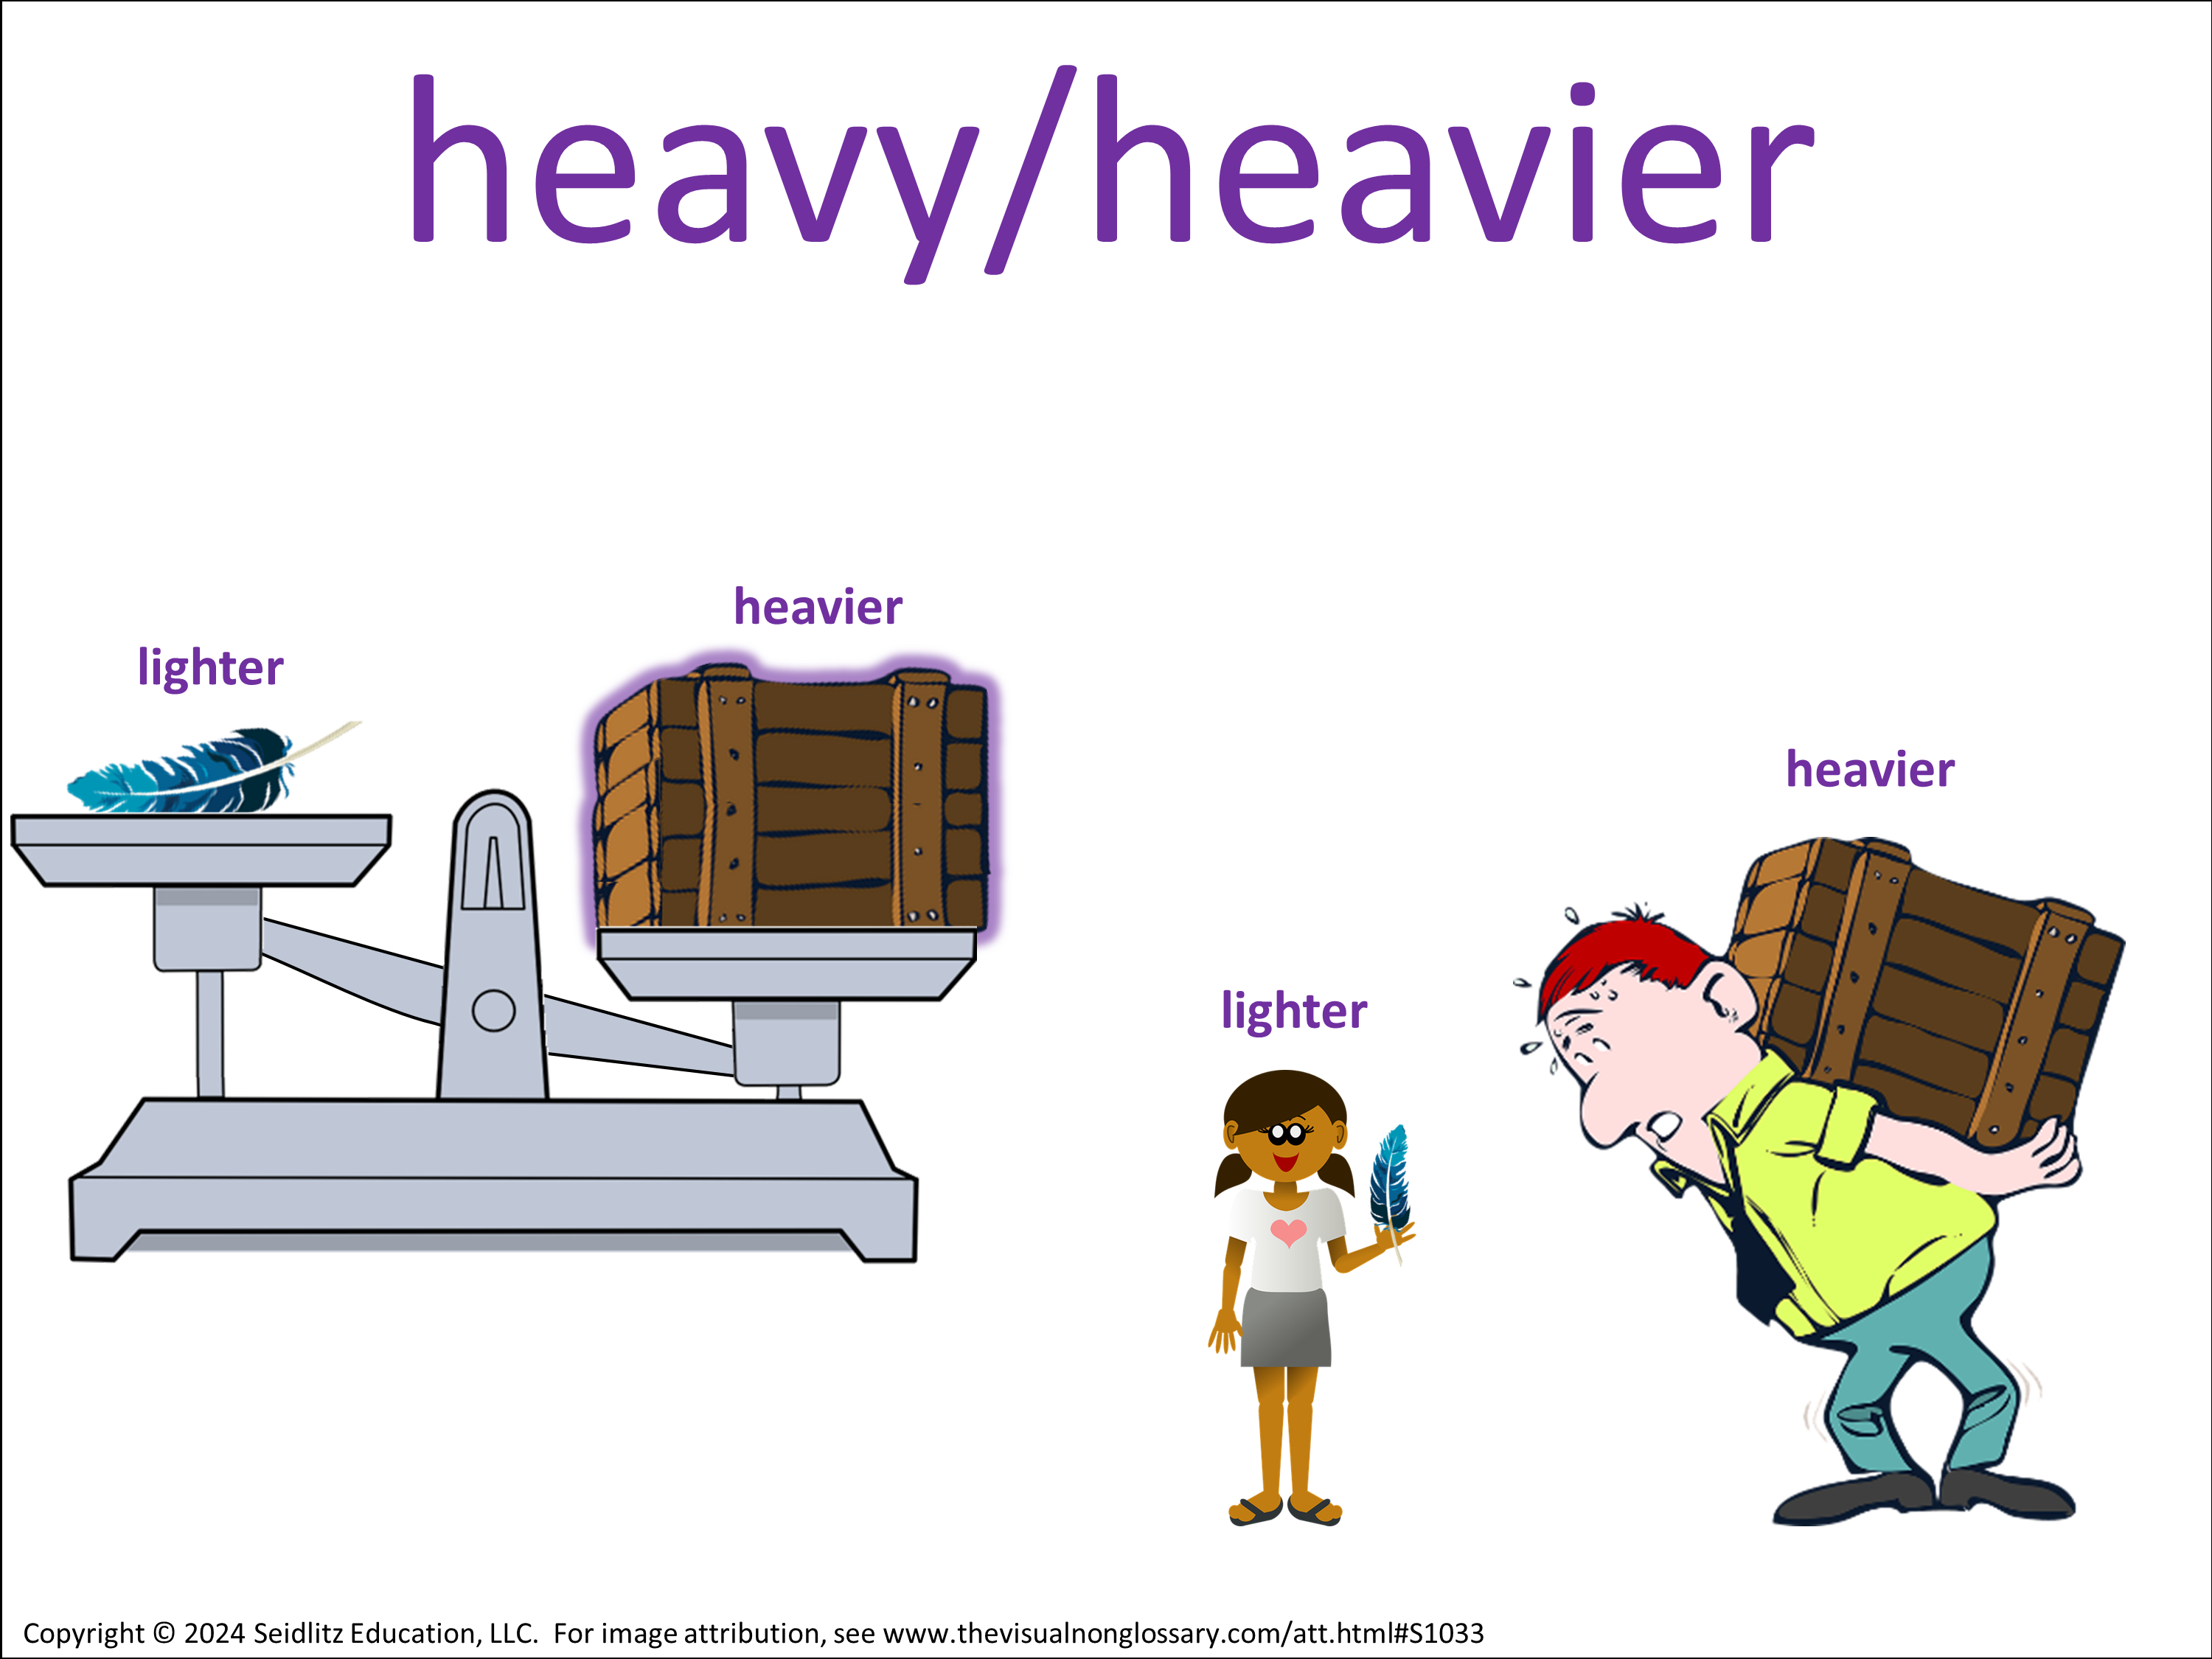 heavy/heavier
heavier
lighter
heavier
lighter
Copyright © 2024 Seidlitz Education, LLC.  For image attribution, see www.thevisualnonglossary.com/att.html#S1033